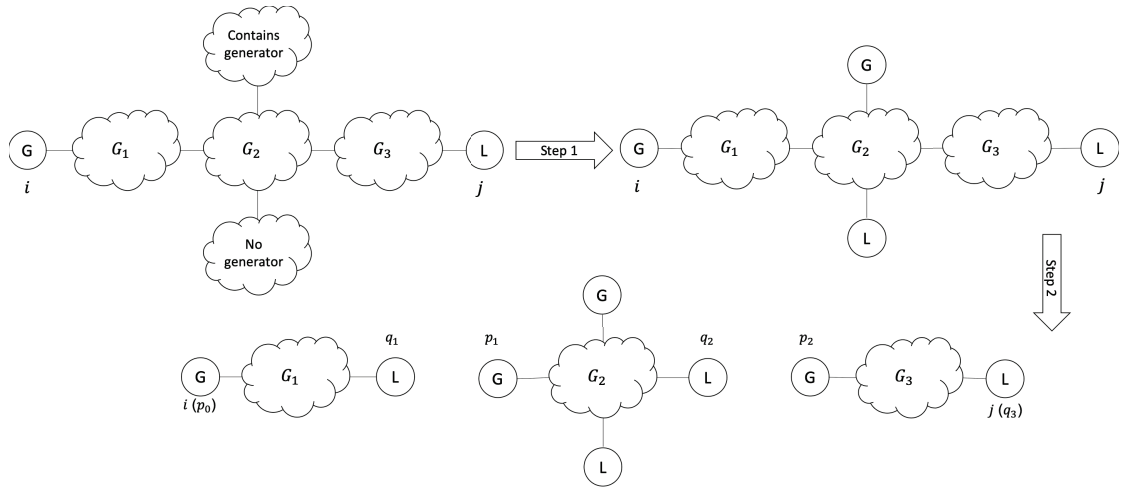 Contains
generator
G
G₁
G₂
G₃
L
i
j
No
generator
Step 1
G
G
G₁
G₂
G₃
L
i
j
L
Step 2
G
G₁
q₁
L
i (p₀)
G
p₁
G
G₂
q₂
L
L
p₂
G
G₃
L
j (q₃)